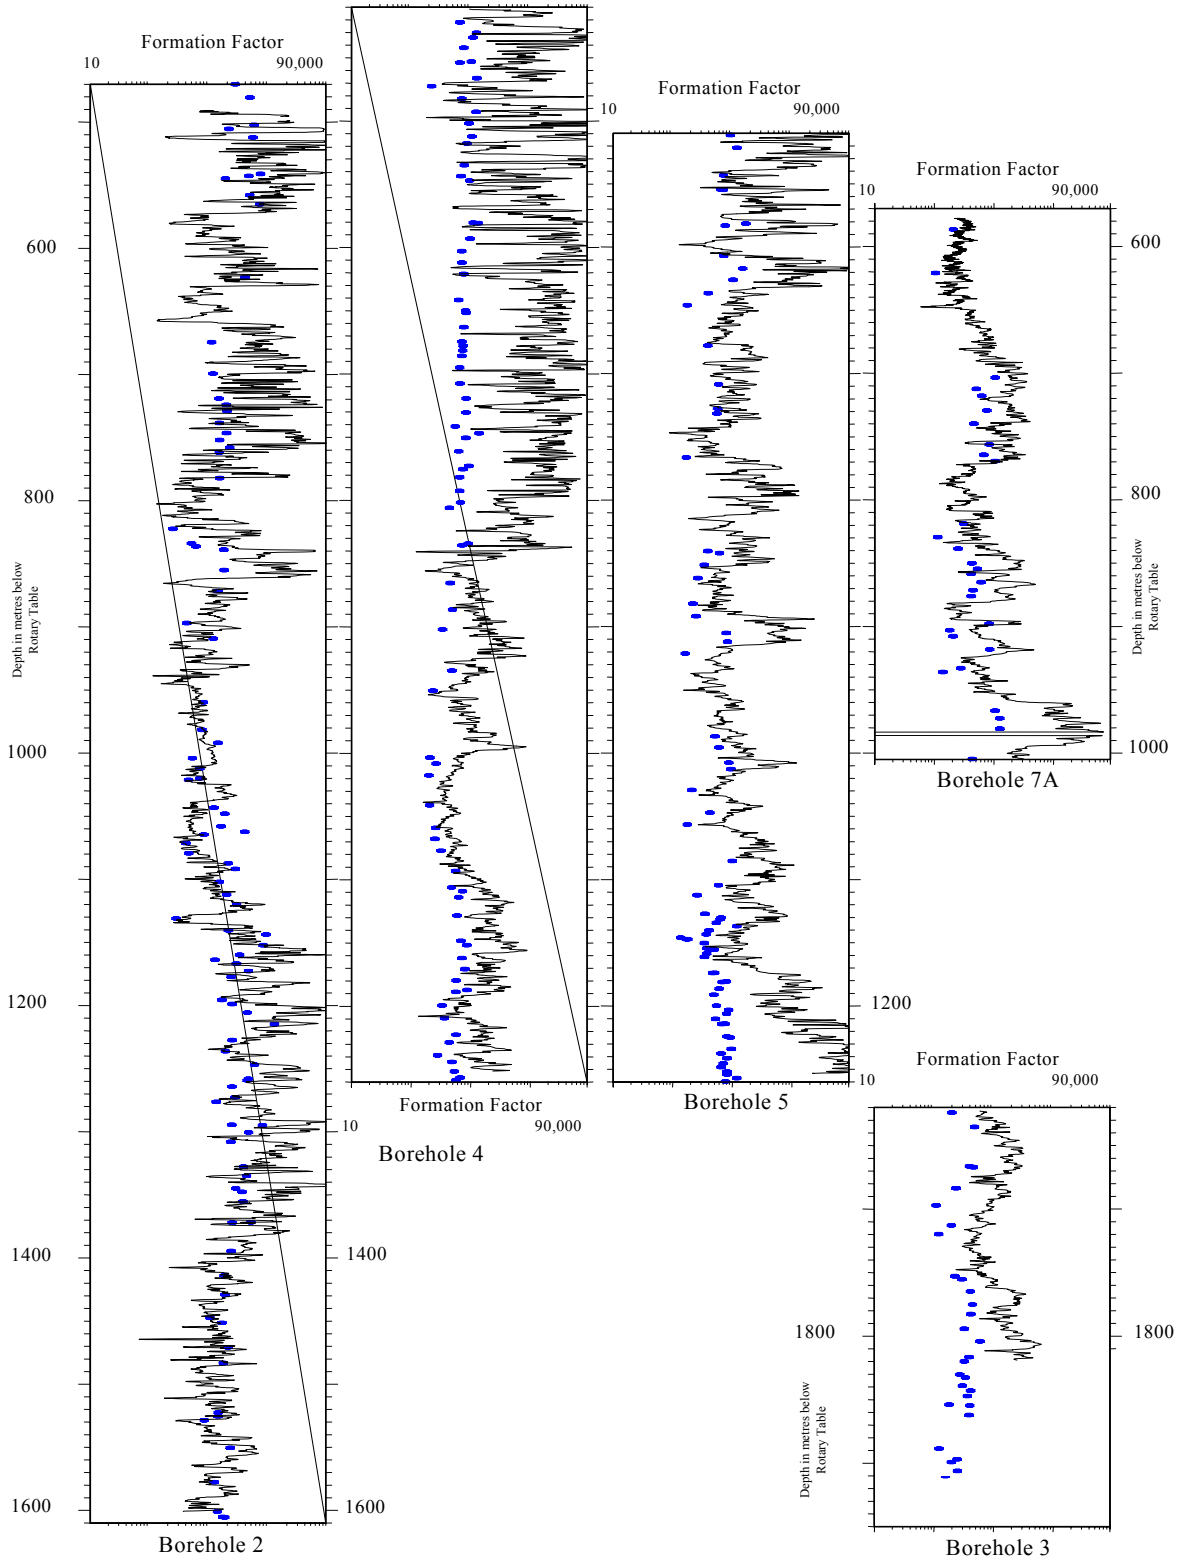 Formation Factor
10
90,000
600
800
Depth in metres below
Rotary Table
1000
1200
1400
1600
Borehole 2
1400
1600
Formation Factor
10
90,000
Borehole 4
Formation Factor
10
90,000
1200
Borehole 5
Formation Factor
10
90,000
600
800
Depth in metres below
Rotary Table
1000
Borehole 7A
Formation Factor
10
90,000
1800
1800
Depth in metres below
Rotary Table
Borehole 3